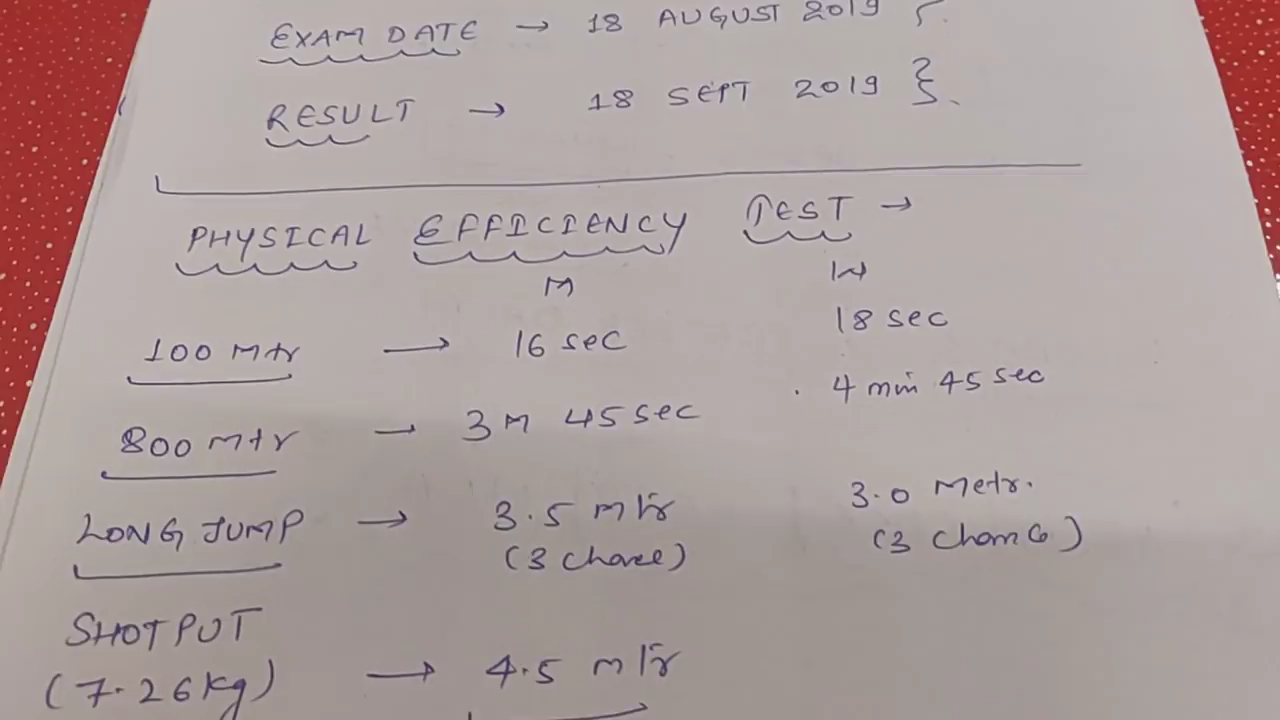 EXAM DATE → 18 AUGUST 2019
RESULT → 18 SEPT 2019 }
PHYSICAL EFFICIENCY TEST →
M W
100 Mtr → 16 sec 18 sec
800 Mtr → 3 M 45 sec 4 min 45 sec
LONG JUMP → 3.5 mtr 3.0 Metr.
(3 chance) (3 Chance)
SHOT PUT
(7.26 kg) → 4.5 mtr